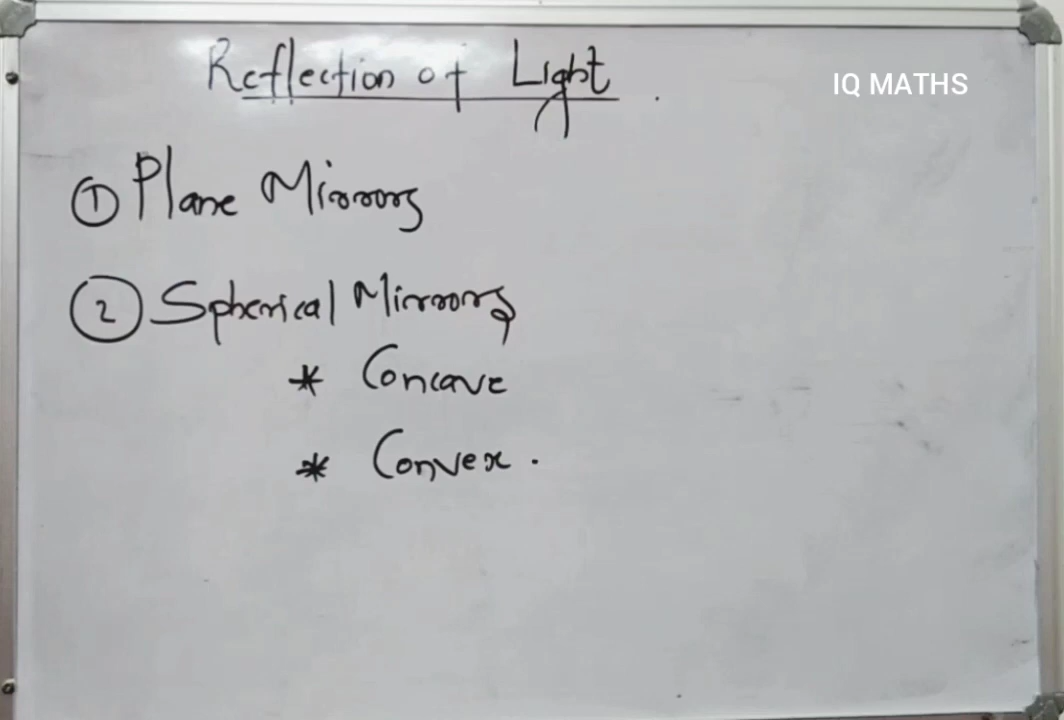 Reflection of Light.
IQ MATHS
① Plane Mirrors
② Spherical Mirrors
* Concave
* Convex.